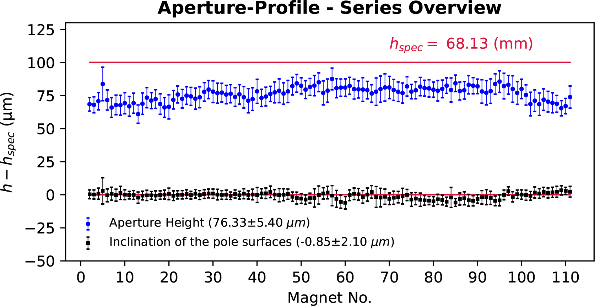 Aperture-Profile - Series Overview
h_spec = 68.13 (mm)
h − h_spec (μm)
125
100
75
50
25
0
−25
−50
Aperture Height (76.33±5.40 μm)
Inclination of the pole surfaces (-0.85±2.10 μm)
0 10 20 30 40 50 60 70 80 90 100 110
Magnet No.